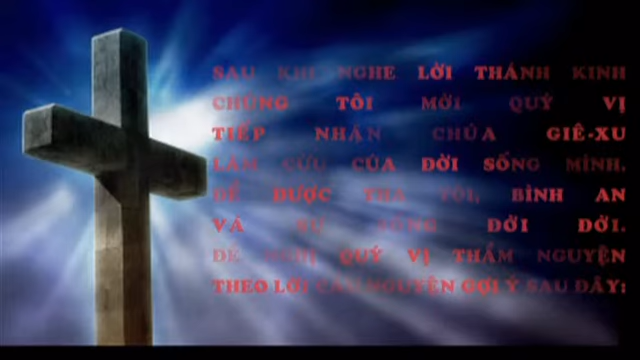 SAU KHI NGHE LỜI THÁNH KINH
CHÚNG TÔI MỜI QUÝ VỊ
TIẾP NHẬN CHÚA GIÊ-XU
LÀM CỨU CỦA ĐỜI SỐNG MÌNH.
ĐỂ ĐƯỢC THA TỘI, BÌNH AN
VÀ SỰ SỐNG ĐỜI ĐỜI.
ĐỀ NGHỊ QUÝ VỊ THẦM NGUYỆN
THEO LỜI CẦU NGUYỆN GỢI Ý SAU ĐÂY: